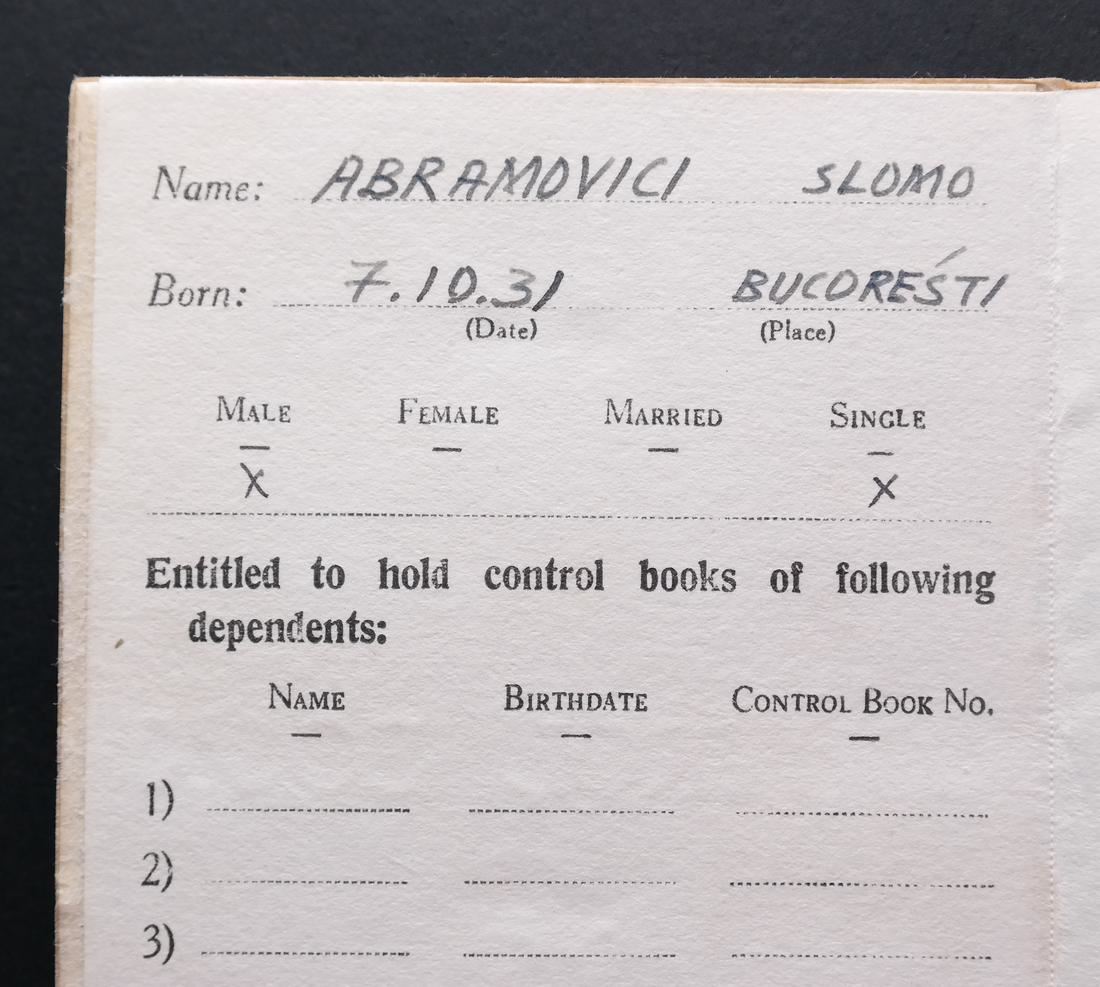 Name: ABRAMOVICI SLOMO
Born: 7.10.31 BUCOREŚTI
(Date) (Place)
MALE FEMALE MARRIED SINGLE
X X
Entitled to hold control books of following
dependents:
NAME BIRTHDATE CONTROL BOOK No.
1)
2)
3)